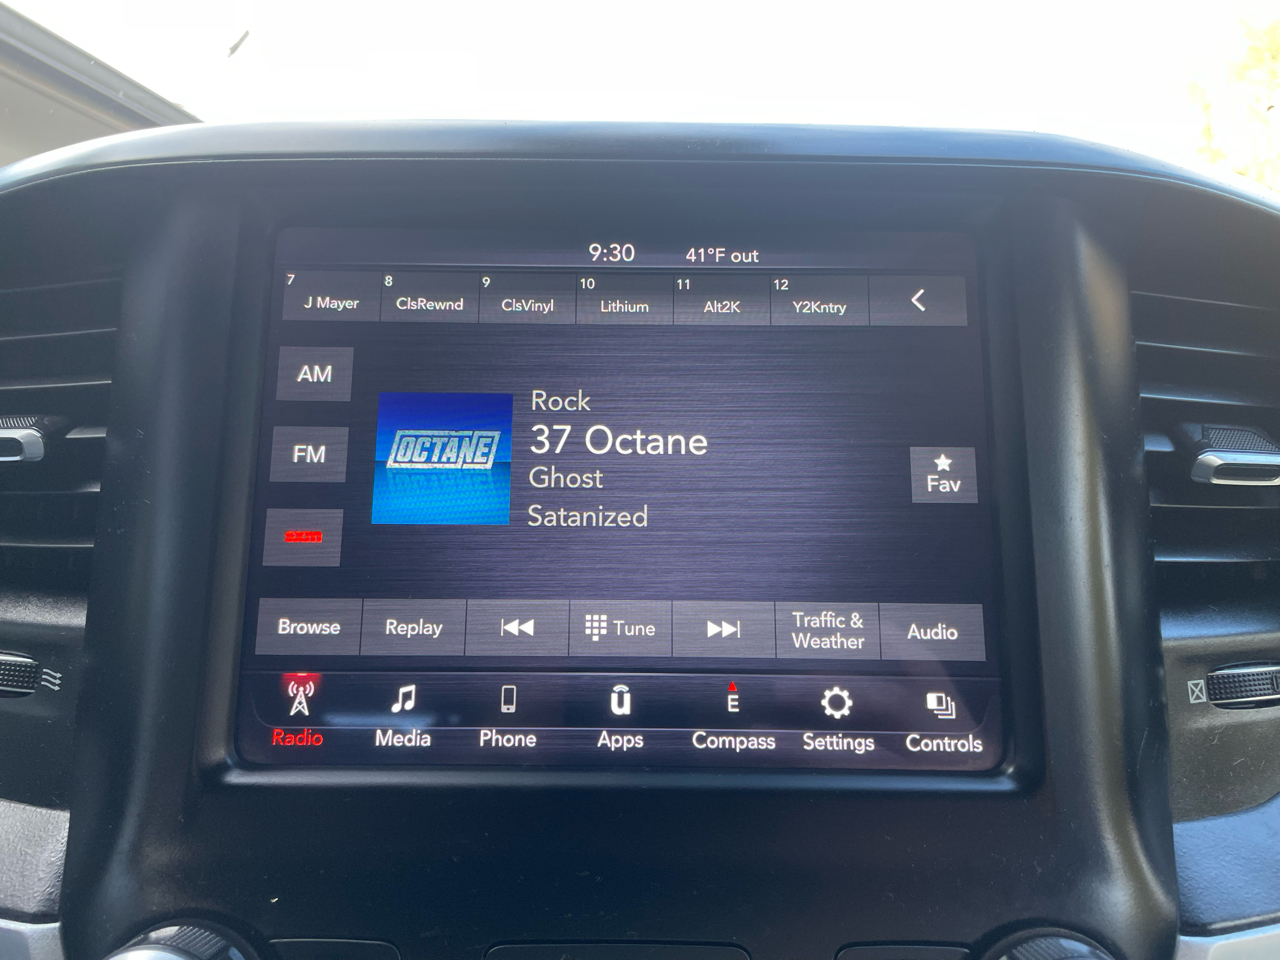 9:30 41°F out
7 J Mayer 8 ClsRewnd 9 ClsVinyl 10 Lithium 11 Alt2K 12 Y2Kntry
AM
FM
OCTANE
Rock
37 Octane
Ghost
Satanized
Fav
Browse Replay Tune Traffic & Weather Audio
E
Radio Media Phone Apps Compass Settings Controls